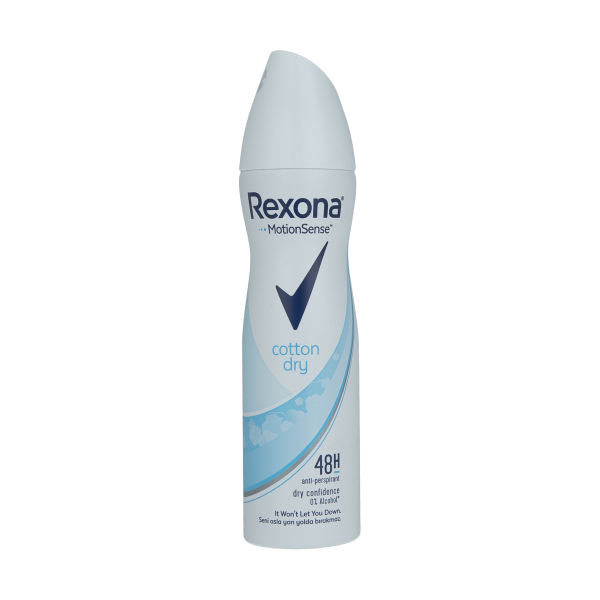 Rexona®
MotionSense™
cotton
dry
48H
anti-perspirant
dry confidence
0% Alcohol*
It Won't Let You Down.
Seni asla yarı yolda bırakmaz.